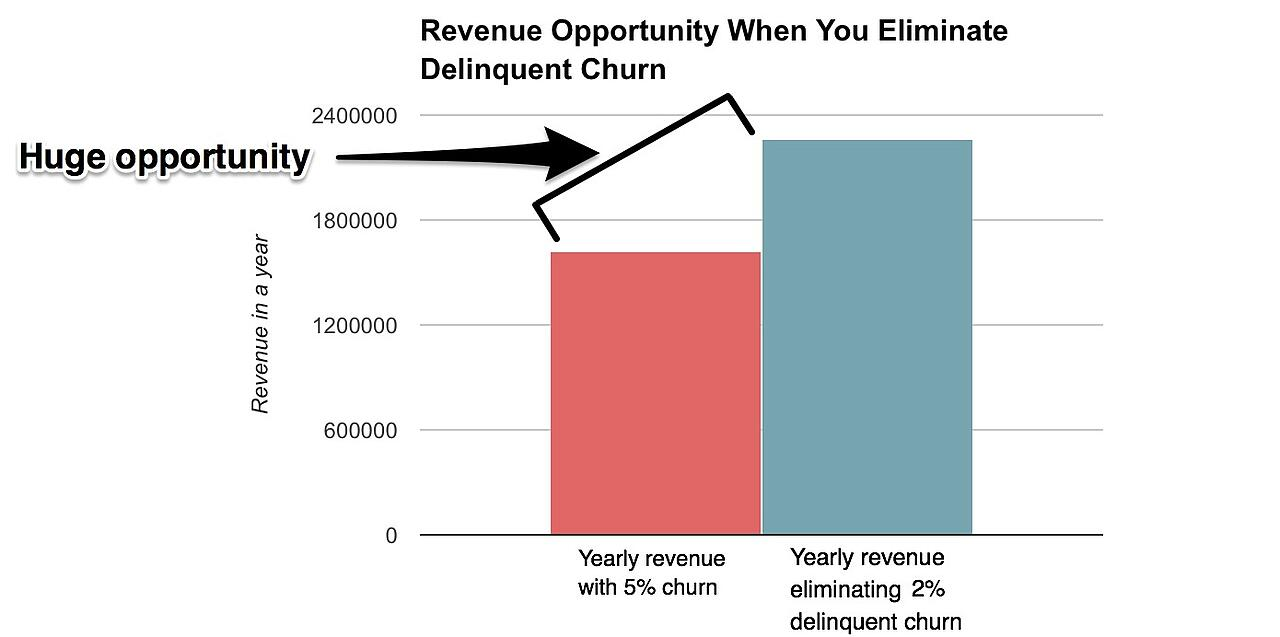 Revenue Opportunity When You Eliminate
Delinquent Churn
2400000
Huge opportunity
1800000
Revenue in a year
1200000
600000
0
Yearly revenue
with 5% churn
Yearly revenue
eliminating 2%
delinquent churn